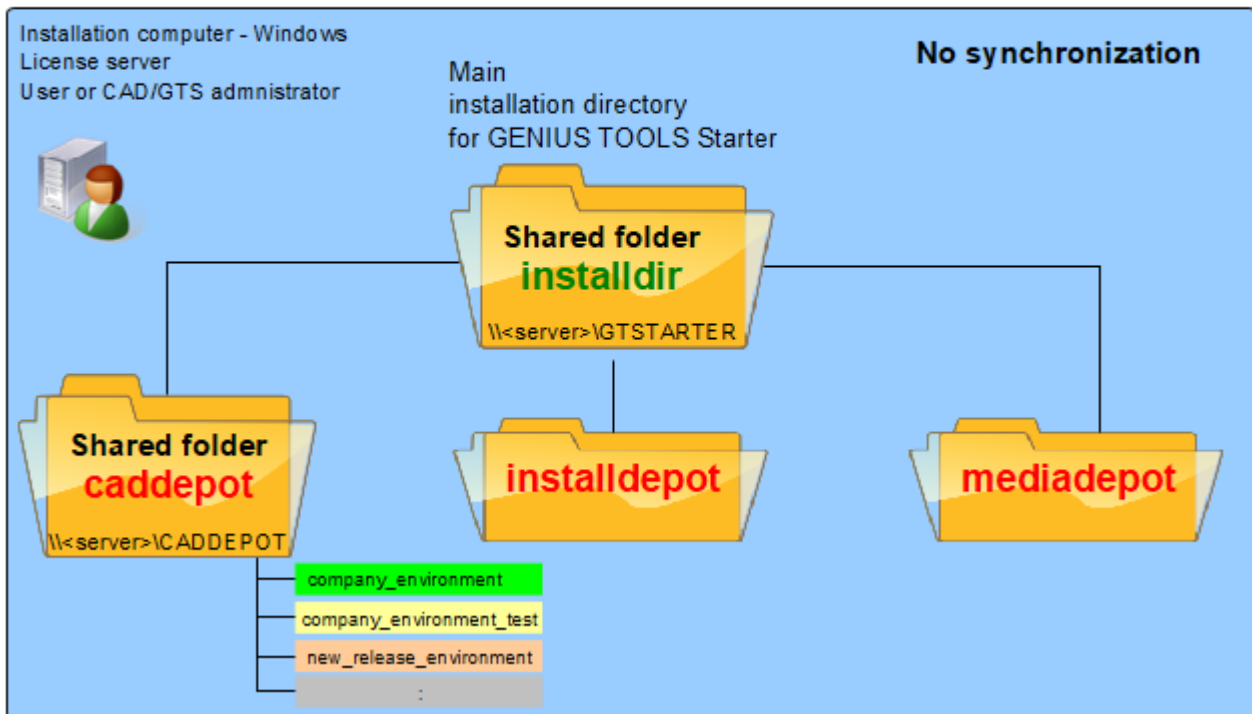 Installation computer - Windows
License server
User or CAD/GTS admnistrator
No synchronization
Main
installation directory
for GENIUS TOOLS Starter
Shared folder
installdir
\\<server>\GTSTARTER
Shared folder
caddepot
\\<server>\CADDEPOT
installdepot
mediadepot
company_environment
company_environment_test
new_release_environment
: